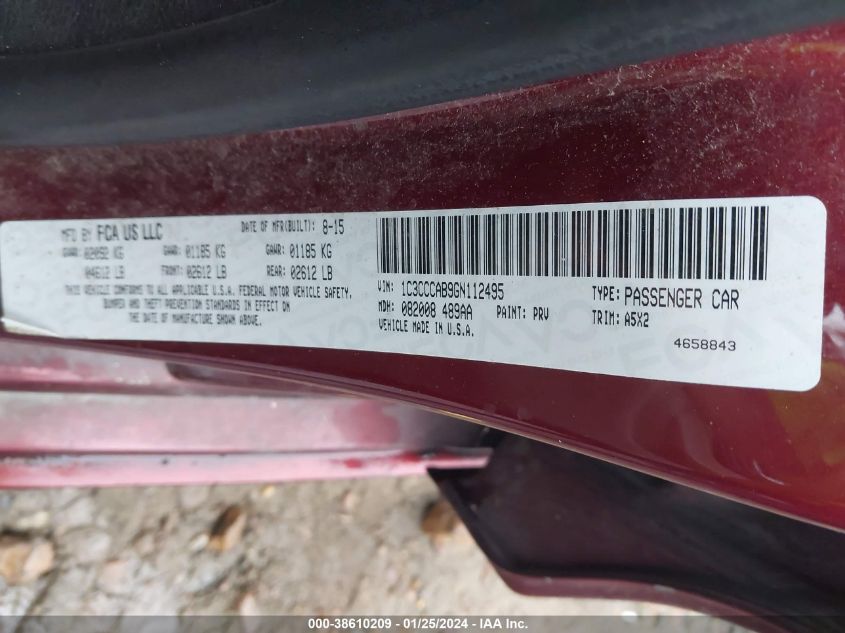 MFD BY FCA US LLC DATE OF MFR(BUILT): 8-15
GVWR: 02092 KG GAWR: 01185 KG GAWR: 01185 KG
04612 LB FRONT: 02612 LB REAR: 02612 LB
THIS VEHICLE CONFORMS TO ALL APPLICABLE U.S.A. FEDERAL MOTOR VEHICLE SAFETY,
BUMPER AND THEFT PREVENTION STANDARDS IN EFFECT
ON THE DATE OF MANUFACTURE SHOWN ABOVE.
VIN: 1C3CCCAB9GN112495 TYPE: PASSENGER CAR
MDH: 082008 489AA PAINT: PRV TRIM: A5X2
VEHICLE MADE IN U.S.A.
4658843
000-38610209 - 01/25/2024 - IAA Inc.